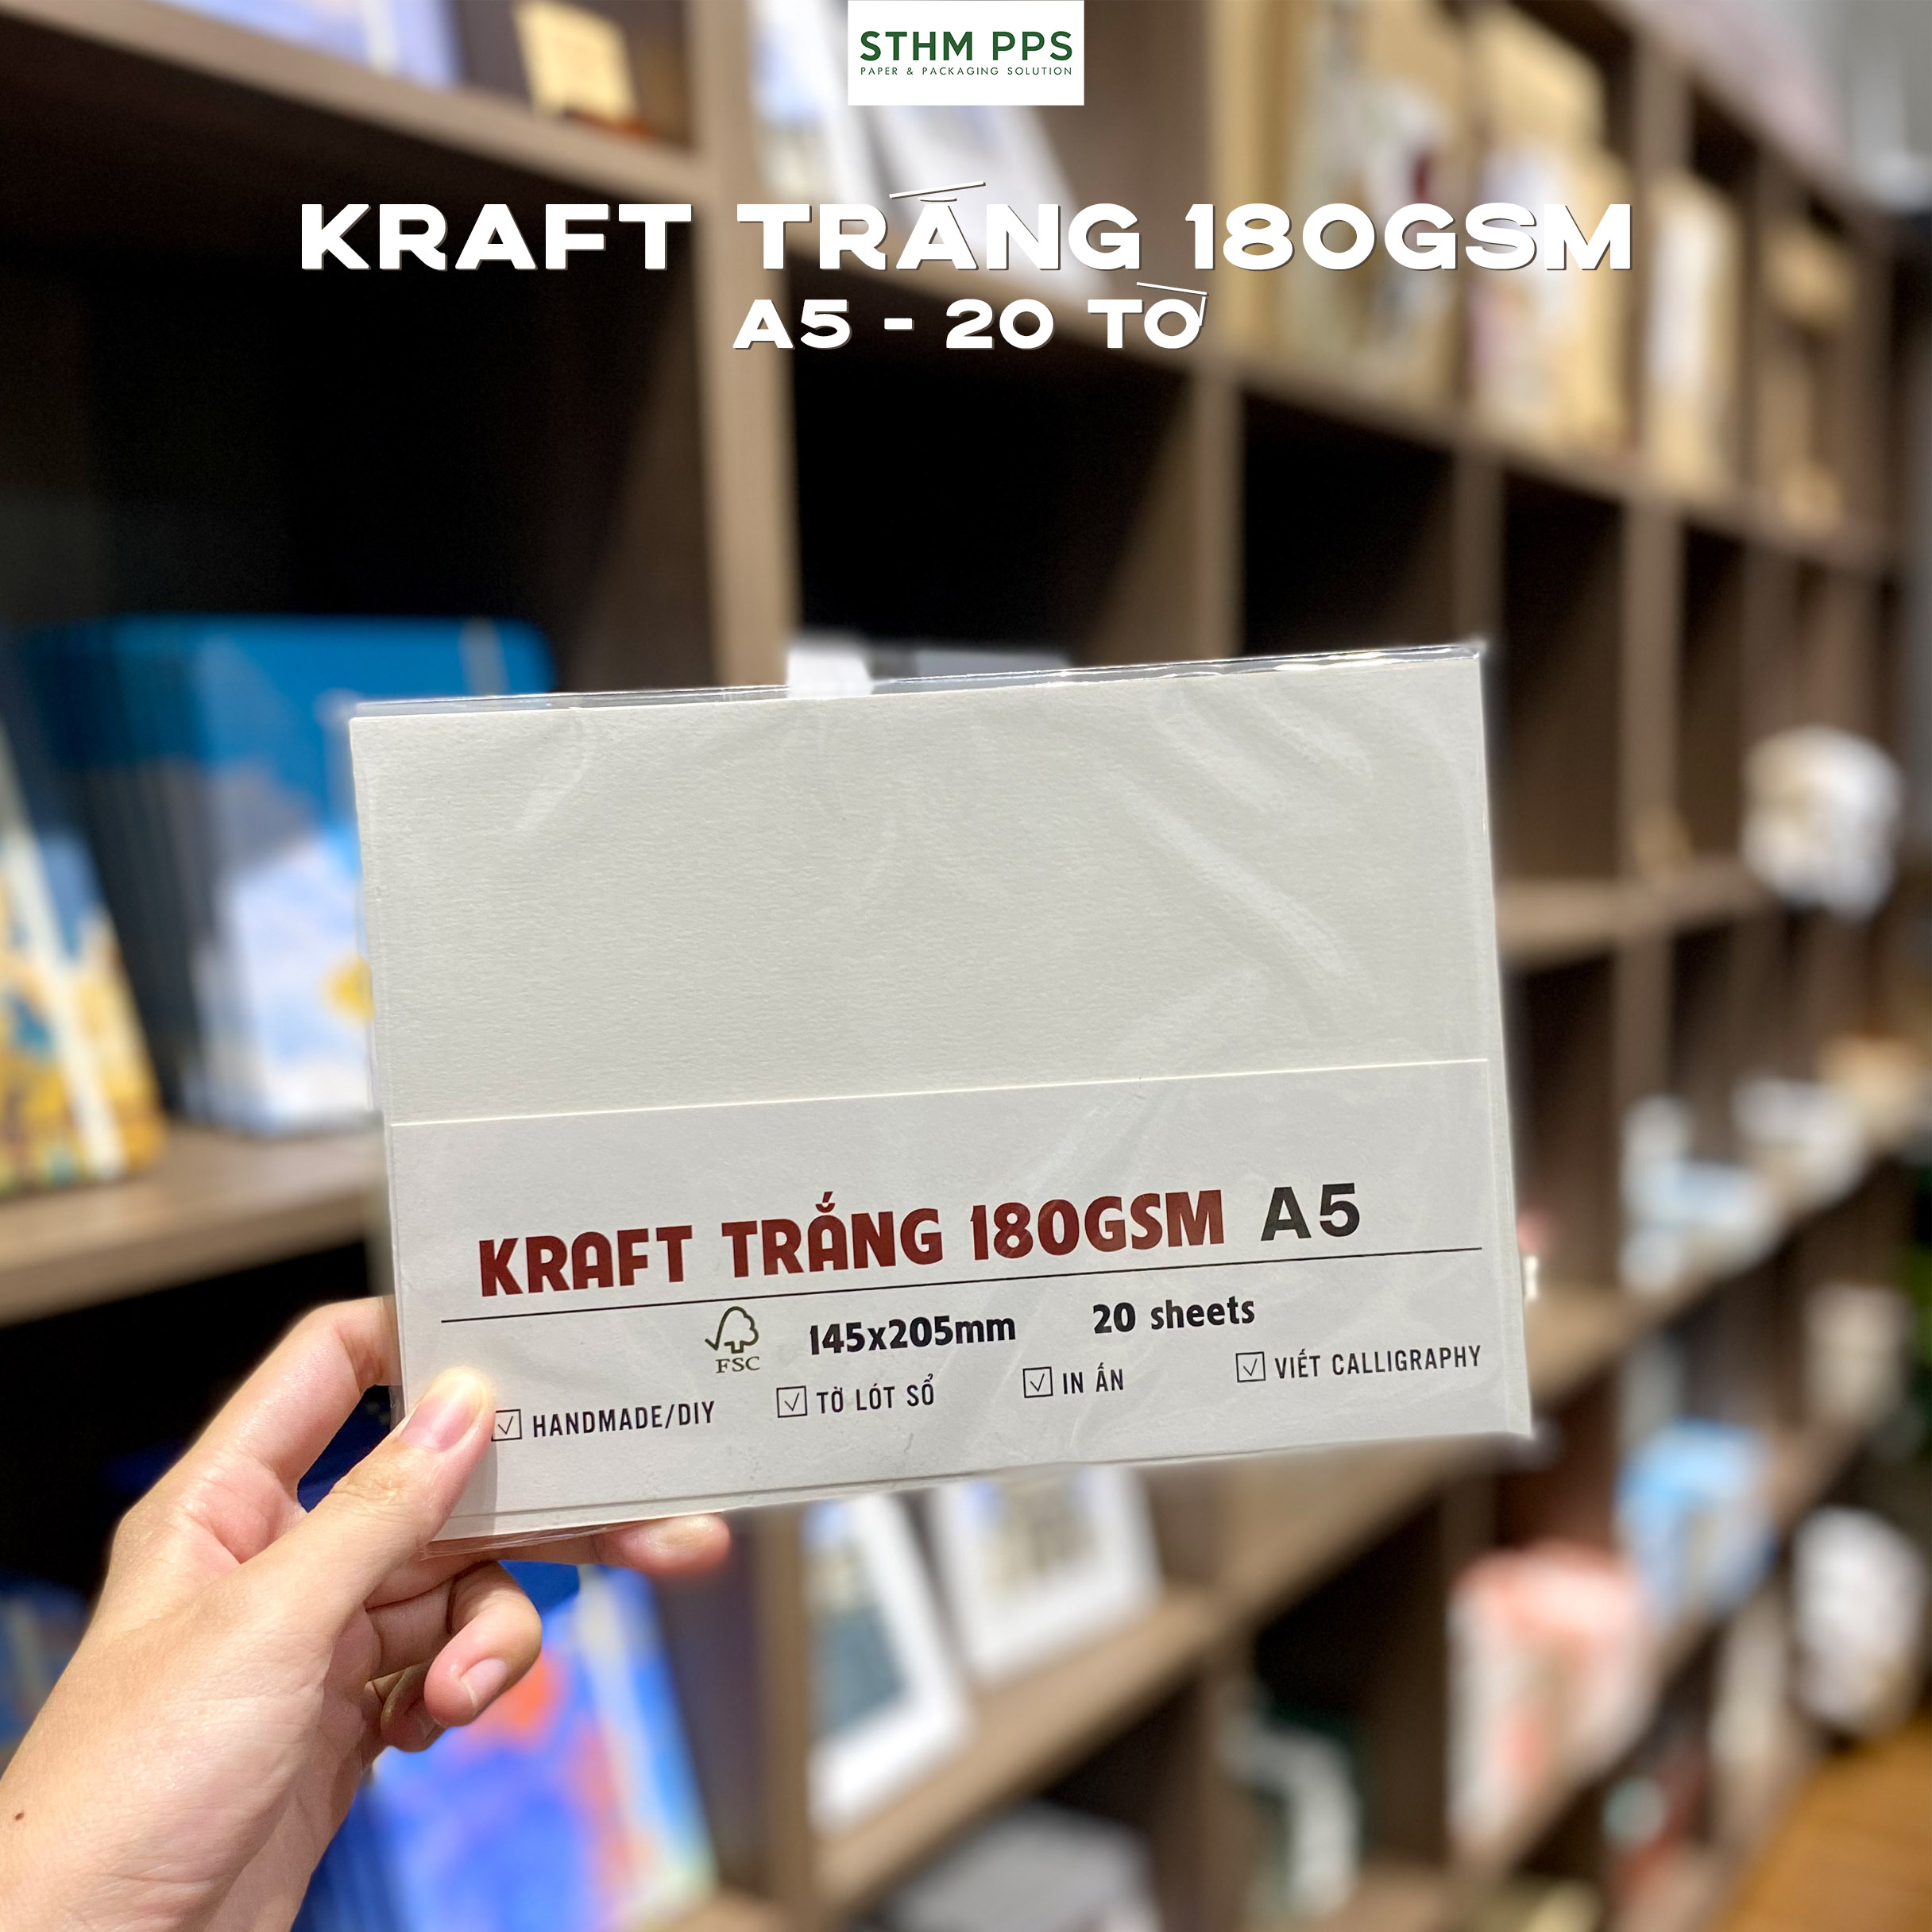 STHM PPS
PAPER & PACKAGING SOLUTION
KRAFT TRẮNG 180GSM
A5 - 20 TỜ
KRAFT TRẮNG 180GSM A5
FSC 145x205mm 20 sheets
HANDMADE/DIY TỜ LÓT SỔ IN ẤN VIẾT CALLIGRAPHY